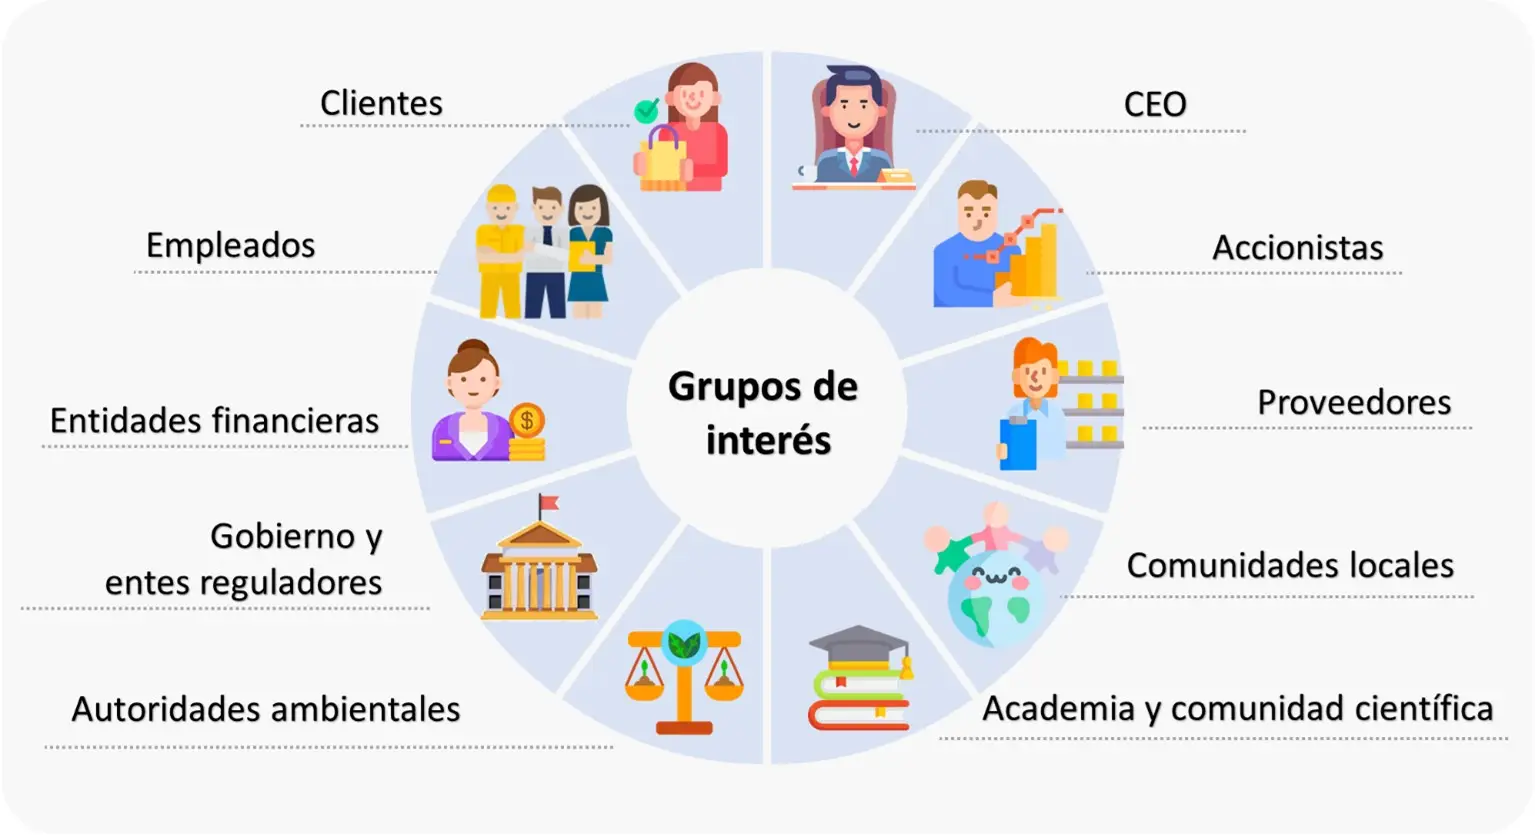 Clientes
CEO
Empleados
Accionistas
Grupos de
interés
Entidades financieras
Proveedores
Gobierno y
entes reguladores
Comunidades locales
Autoridades ambientales
Academia y comunidad científica
$